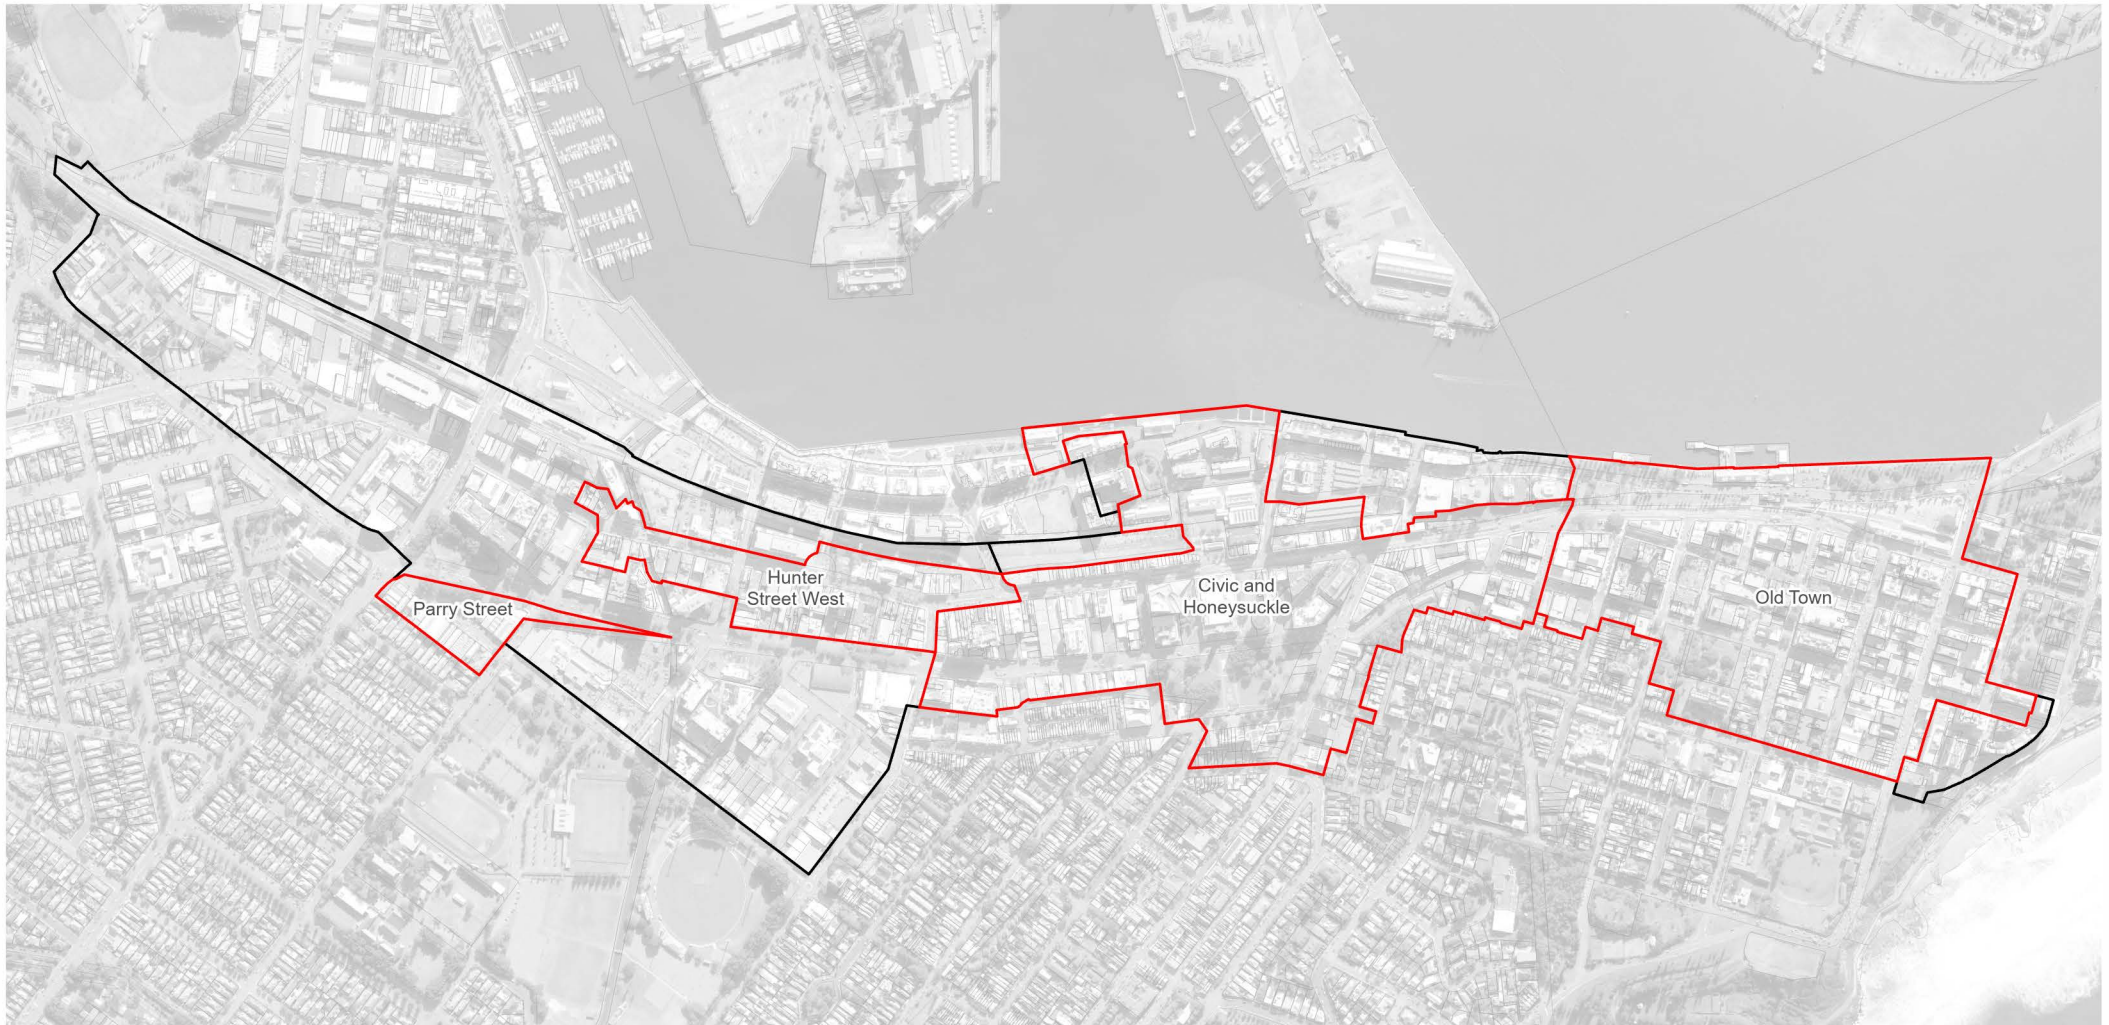 Parry Street
Hunter
Street West
Civic and
Honeysuckle
Old Town